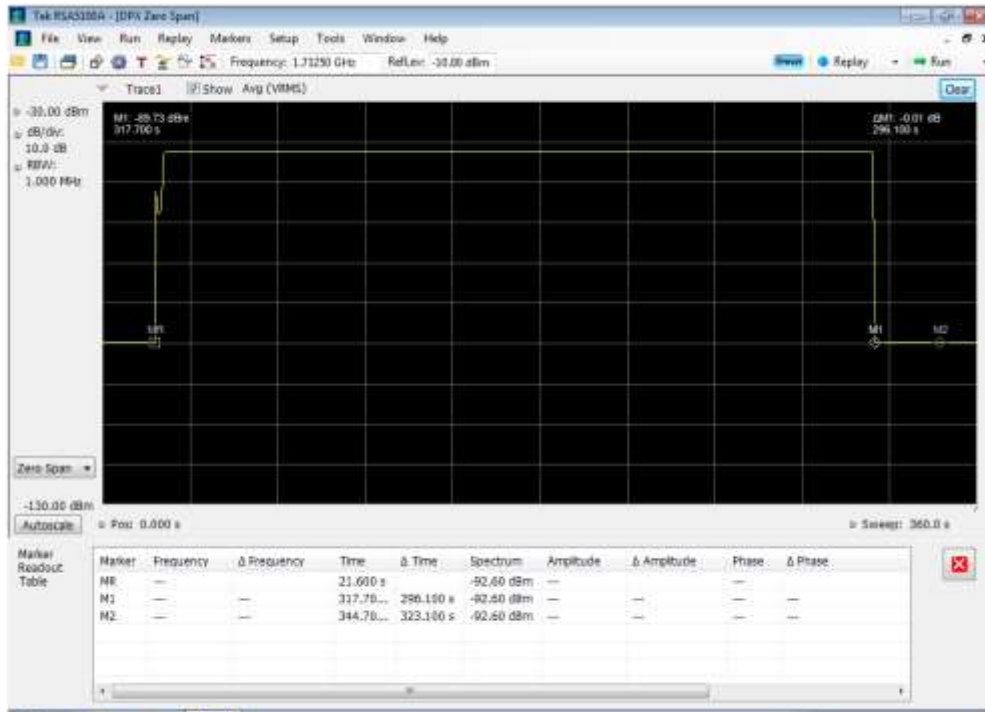 Tek RSA5100A - [DPX Zero Span]
File View Run Replay Markers Setup Tools Window Help
Frequency: 1.73250 GHz RefLev: -30.00 dBm Preset Replay Run
Trace1 Show Avg (VRMS) Clear
-30.00 dBm
dB/div:
10.0 dB
RBW:
1.000 MHz
M1: -89.73 dBm
317.700 s
ΔM1: -0.01 dB
296.100 s
MR M1 M2
Zero Span
-130.00 dBm
Autoscale Pos: 0.000 s Sweep: 360.0 s
Marker
Readout
Table
Marker Frequency Δ Frequency Time Δ Time Spectrum Amplitude Δ Amplitude Phase Δ Phase
MR --- 21.600 s -92.60 dBm --- ---
M1 --- --- 317.70... 296.100 s -92.60 dBm --- --- --- ---
M2 --- --- 344.70... 323.100 s -92.60 dBm --- --- --- ---